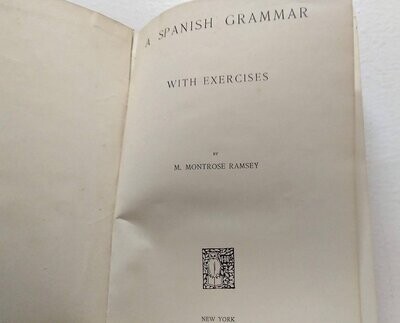 A SPANISH GRAMMAR
WITH EXERCISES
BY
M. MONTROSE RAMSEY
NEW YORK